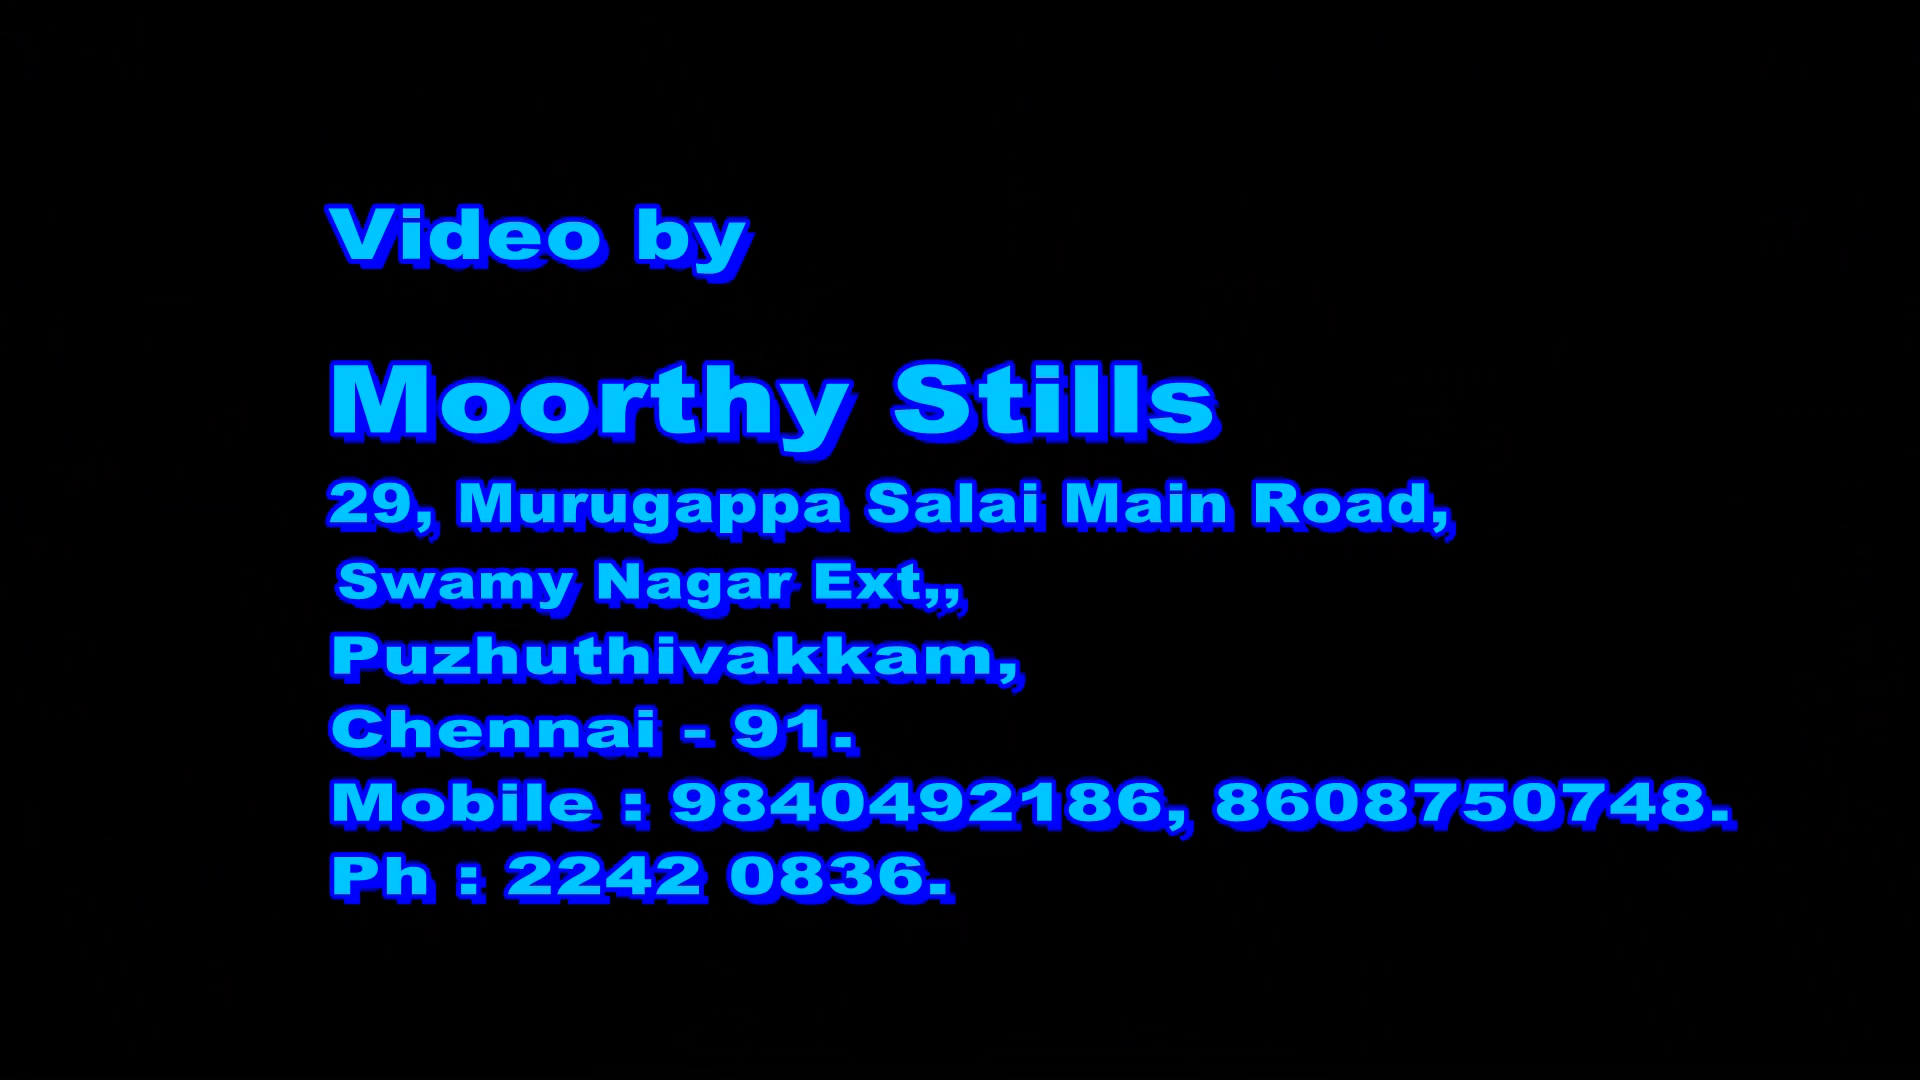 Video by
Moorthy Stills
29, Murugappa Salai Main Road,
Swamy Nagar Ext,,
Puzhuthivakkam,
Chennai - 91.
Mobile : 9840492186, 8608750748.
Ph : 2242 0836.